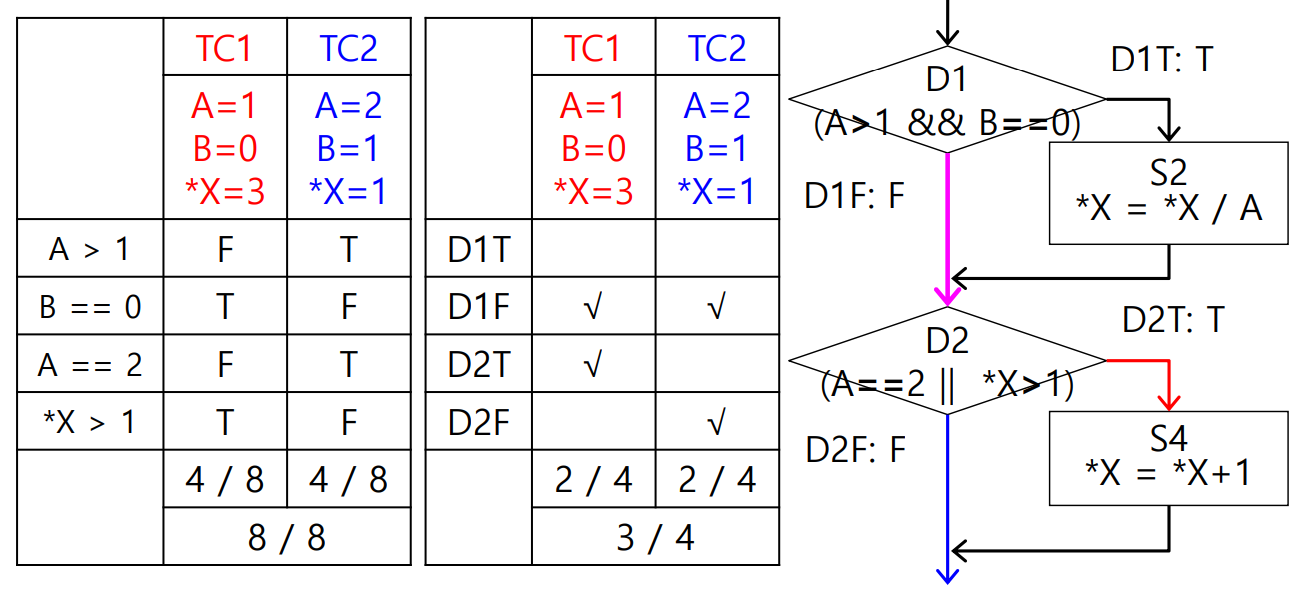 TC1 TC2
A=1 A=2
B=0 B=1
*X=3 *X=1
A > 1 F T
B == 0 T F
A == 2 F T
*X > 1 T F
4 / 8 4 / 8
8 / 8
TC1 TC2
A=1 A=2
B=0 B=1
*X=3 *X=1
D1T
D1F √ √
D2T √
D2F √
2 / 4 2 / 4
3 / 4
D1
(A>1 && B==0)
D1T: T
S2
*X = *X / A
D1F: F
D2
(A==2 || *X>1)
D2T: T
S4
*X = *X+1
D2F: F